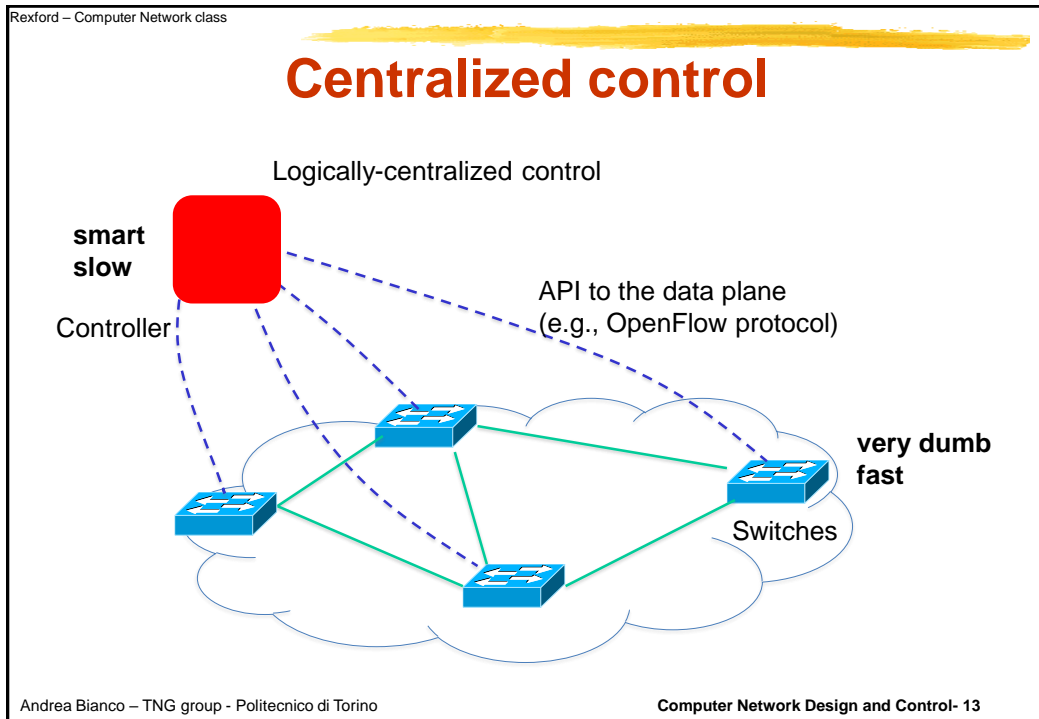 Rexford – Computer Network class
Centralized control
Logically-centralized control
smart
slow
Controller
API to the data plane
(e.g., OpenFlow protocol)
very dumb
fast
Switches
Andrea Bianco – TNG group - Politecnico di Torino
Computer Network Design and Control- 13